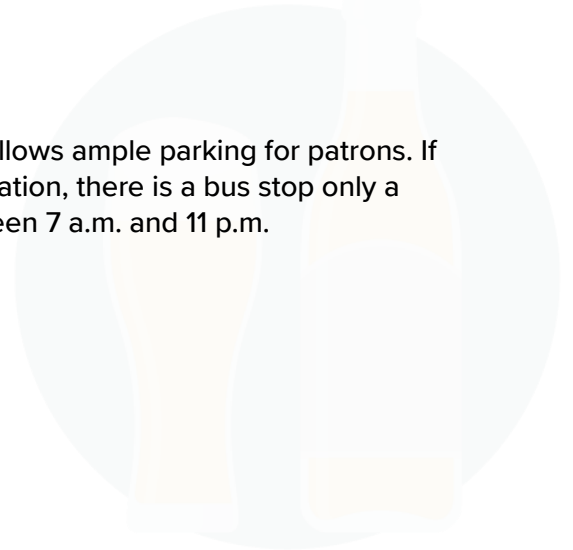 llows ample parking for patrons. If
ation, there is a bus stop only a
een 7 a.m. and 11 p.m.